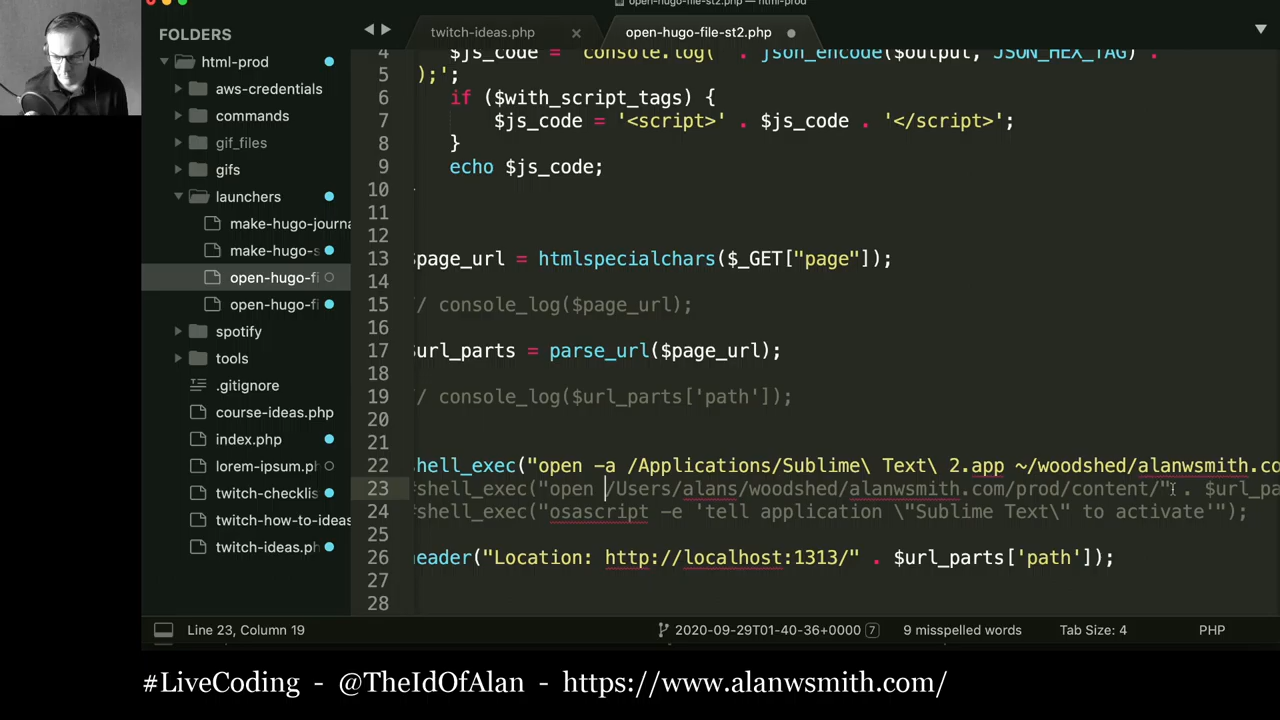 open-hugo-file-st2.php — html-prod
FOLDERS
twitch-ideas.php
open-hugo-file-st2.php
html-prod
aws-credentials
commands
gif_files
gifs
launchers
make-hugo-journa
make-hugo-s
open-hugo-fi
open-hugo-fi
spotify
tools
.gitignore
course-ideas.php
index.php
lorem-ipsum.ph
twitch-checklis
twitch-how-to-ideas
twitch-ideas.ph
4 $js_code = 'console.log(' . json_encode($output, JSON_HEX_TAG) .
5 );';
6 if ($with_script_tags) {
7 $js_code = '<script>' . $js_code . '</script>';
8 }
9 echo $js_code;
10
11
12
13 $page_url = htmlspecialchars($_GET["page"]);
14
15 // console_log($page_url);
16
17 $url_parts = parse_url($page_url);
18
19 // console_log($url_parts['path']);
20
21
22 shell_exec("open -a /Applications/Sublime\ Text\ 2.app ~/woodshed/alanwsmith.co
23 #shell_exec("open /Users/alans/woodshed/alanwsmith.com/prod/content/" . $url_pa
24 #shell_exec("osascript -e 'tell application \"Sublime Text\" to activate'");
25
26 header("Location: http://localhost:1313/" . $url_parts['path']);
27
28
Line 23, Column 19
2020-09-29T01-40-36+0000 7
9 misspelled words
Tab Size: 4
PHP
#LiveCoding - @TheIdOfAlan - https://www.alanwsmith.com/